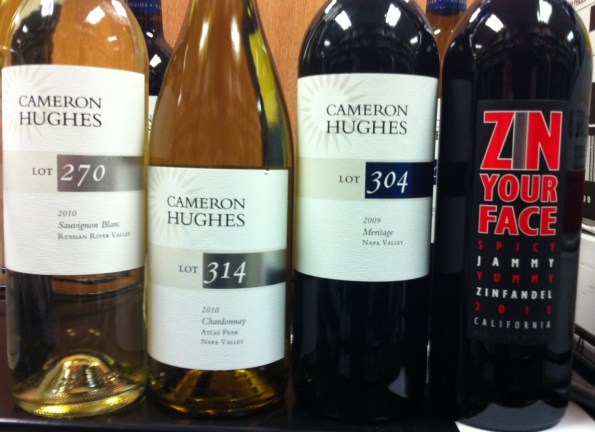 CAMERON
HUGHES
LOT 270
2010
Sauvignon Blanc
RUSSIAN RIVER VALLEY
CAMERON
HUGHES
LOT 314
2010
Chardonnay
ATLAS PEAK
NAPA VALLEY
CAMERON
HUGHES
LOT 304
2009
Meritage
NAPA VALLEY
ZIN
YOUR
FACE
SPICY
JAMMY
YUMMY
ZINFANDEL
2011
CALIFORNIA